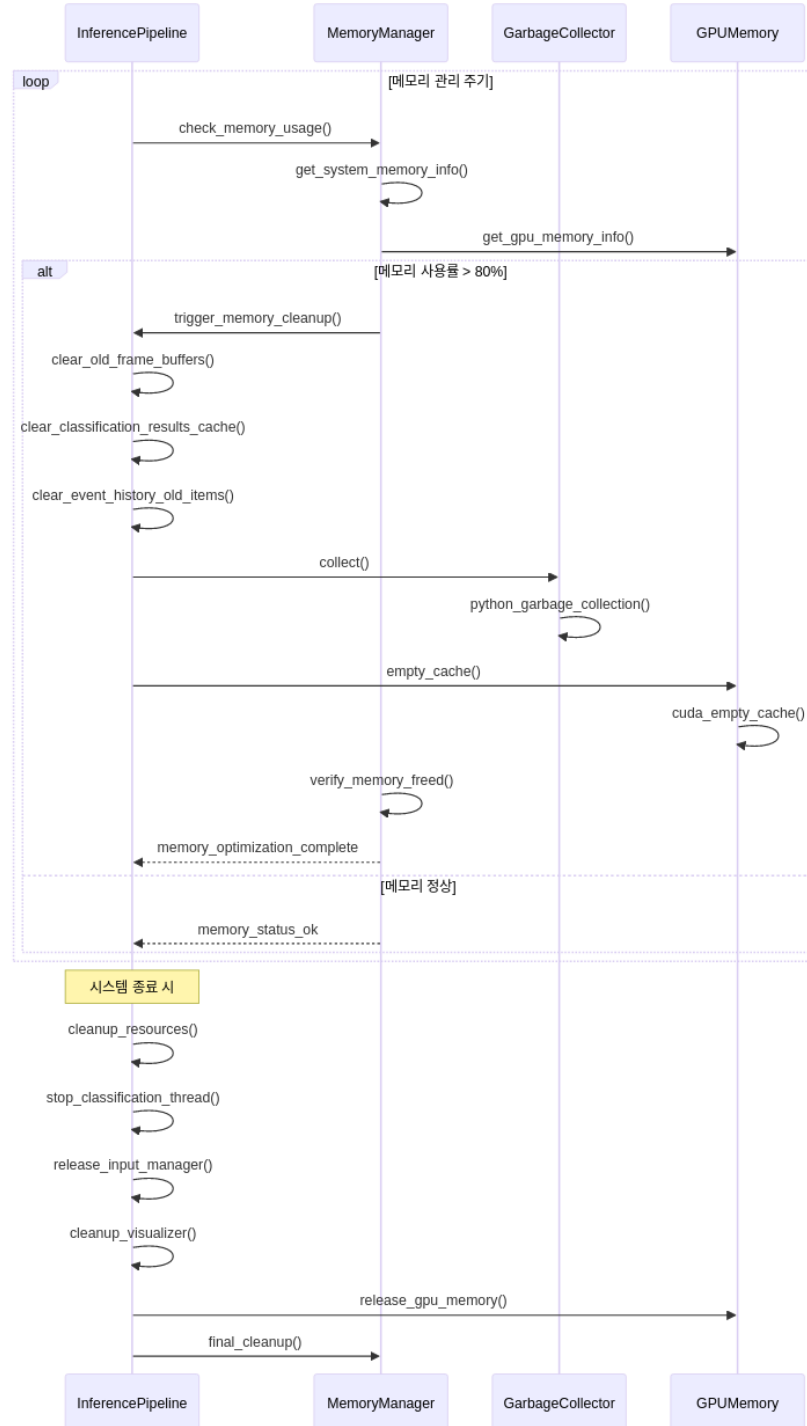 InferencePipeline
MemoryManager
GarbageCollector
GPUMemory
loop
[메모리 관리 주기]
check_memory_usage()
get_system_memory_info()
get_gpu_memory_info()
alt
[메모리 사용률 > 80%]
trigger_memory_cleanup()
clear_old_frame_buffers()
clear_classification_results_cache()
clear_event_history_old_items()
collect()
python_garbage_collection()
empty_cache()
cuda_empty_cache()
verify_memory_freed()
memory_optimization_complete
[메모리 정상]
memory_status_ok
시스템 종료 시
cleanup_resources()
stop_classification_thread()
release_input_manager()
cleanup_visualizer()
release_gpu_memory()
final_cleanup()
InferencePipeline
MemoryManager
GarbageCollector
GPUMemory